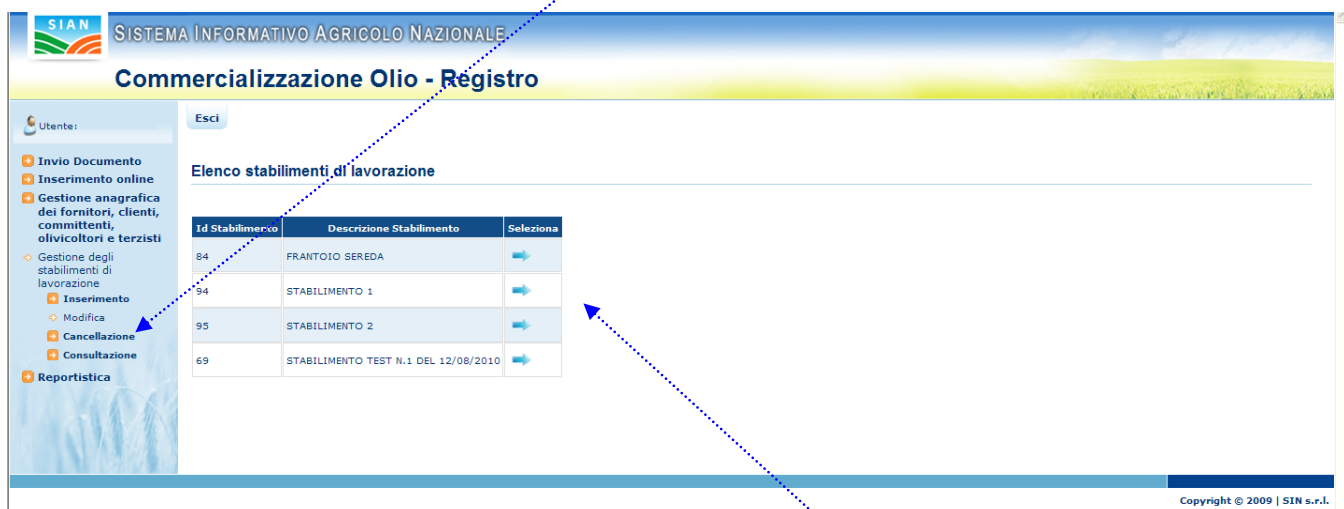 SIAN
SISTEMA INFORMATIVO AGRICOLO NAZIONALE
Commercializzazione Olio - Registro
Utente:
Esci
Invio Documento
Inserimento online
Gestione anagrafica
dei fornitori, clienti,
committenti,
olivicoltori e terzisti
Gestione degli
stabilimenti di
lavorazione
Inserimento
Modifica
Cancellazione
Consultazione
Reportistica
Elenco stabilimenti di lavorazione
Id Stabilimento Descrizione Stabilimento Seleziona
84 FRANTOIO SEREDA
94 STABILIMENTO 1
95 STABILIMENTO 2
69 STABILIMENTO TEST N.1 DEL 12/08/2010
Copyright © 2009 | SIN s.r.l.